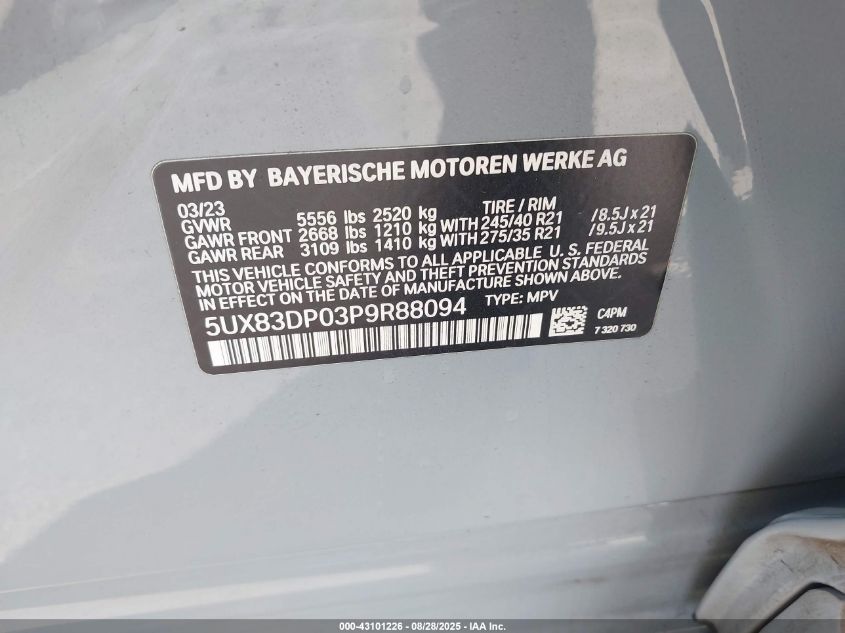 MFD BY BAYERISCHE MOTOREN WERKE AG
03/23 TIRE / RIM
GVWR 5556 lbs 2520 kg
GAWR FRONT 2668 lbs 1210 kg WITH 245/40 R21 /8.5J x 21
GAWR REAR 3109 lbs 1410 kg WITH 275/35 R21 /9.5J x 21
THIS VEHICLE CONFORMS TO ALL APPLICABLE U. S. FEDERAL
MOTOR VEHICLE SAFETY AND THEFT PREVENTION STANDARDS
IN EFFECT ON THE DATE OF MANUFACTURE SHOWN ABOVE.
5UX83DP03P9R88094 TYPE: MPV
C4PM
7 320 730
000-43101226 - 08/28/2025 - IAA Inc.